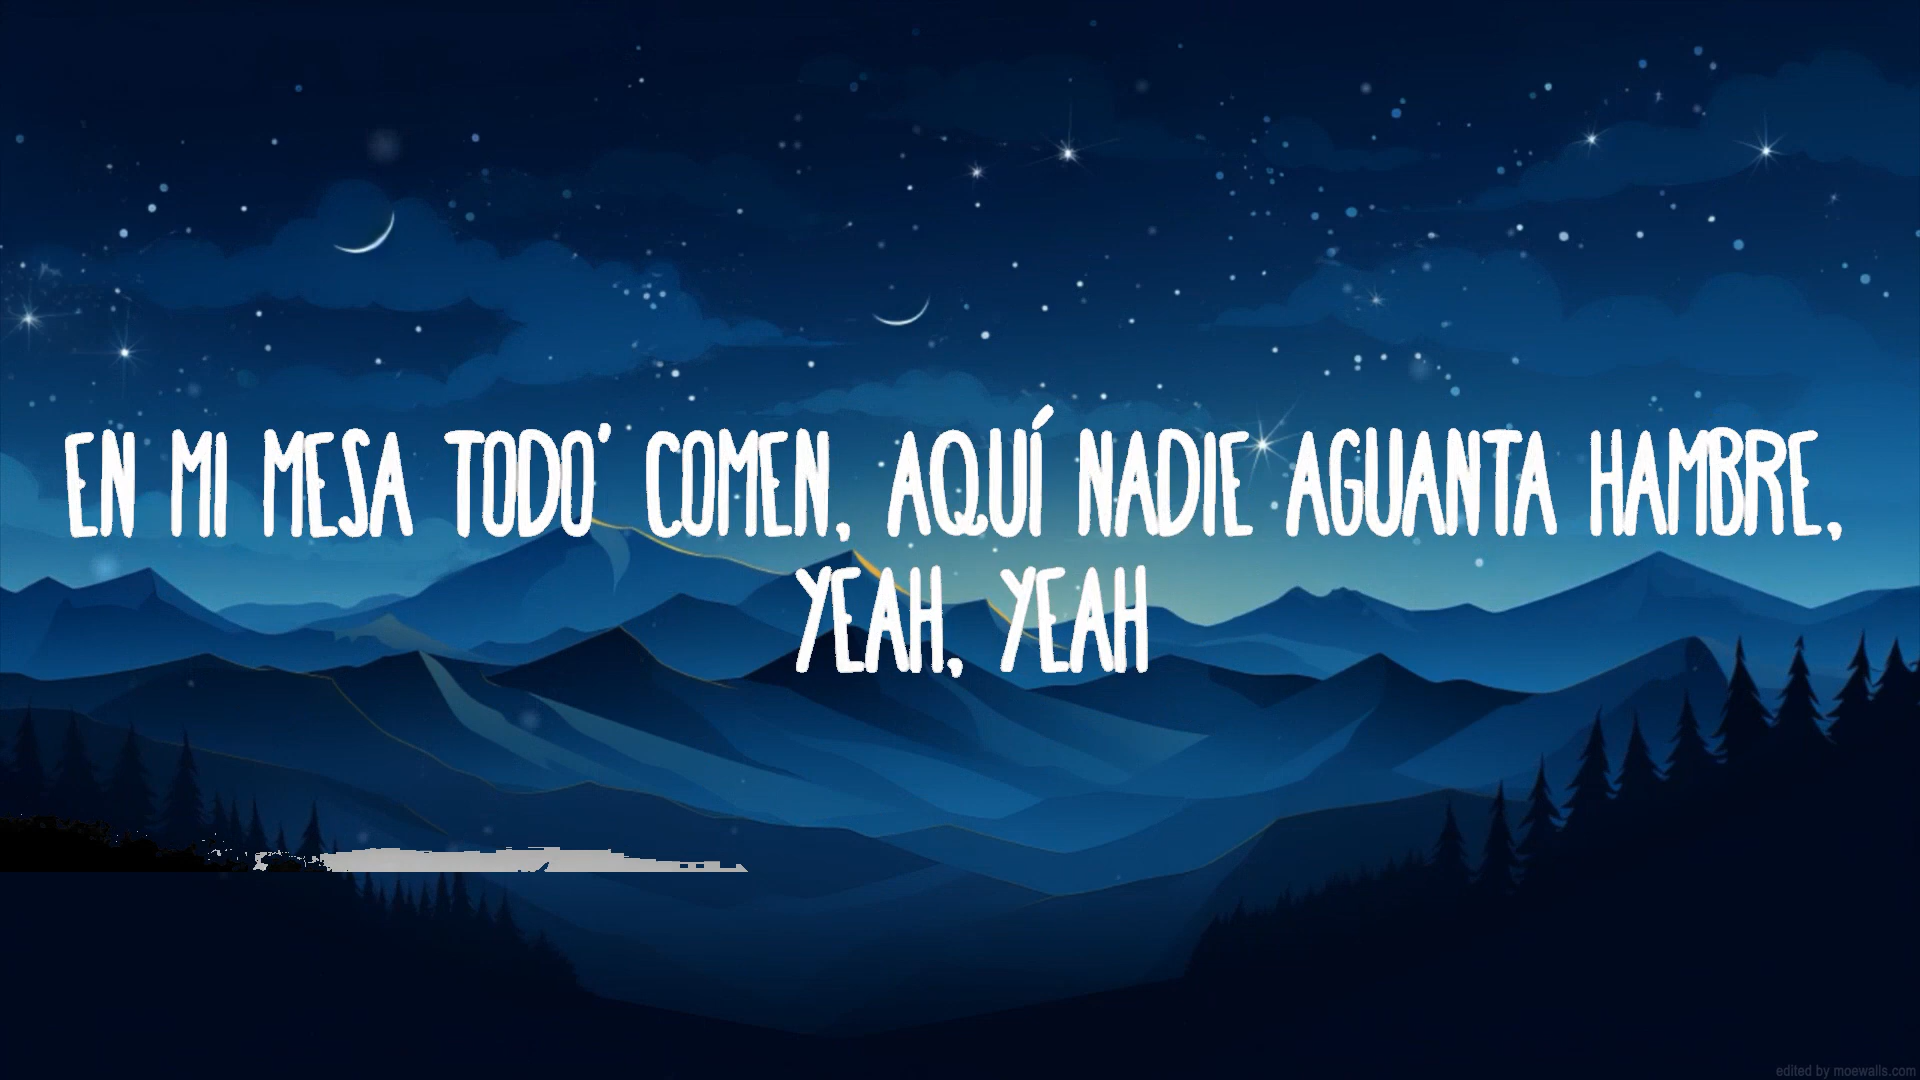 EN MI MESA TODO' COMEN, AQUÍ NADIE AGUANTA HAMBRE,
YEAH, YEAH
edited by moewalls.com